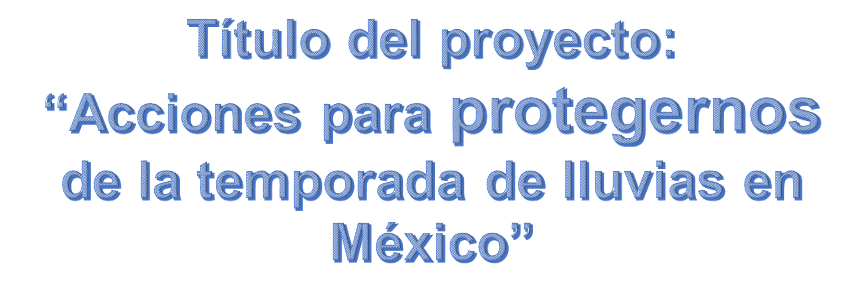 Título del proyecto:
“Acciones para protegernos
de la temporada de lluvias en
México”